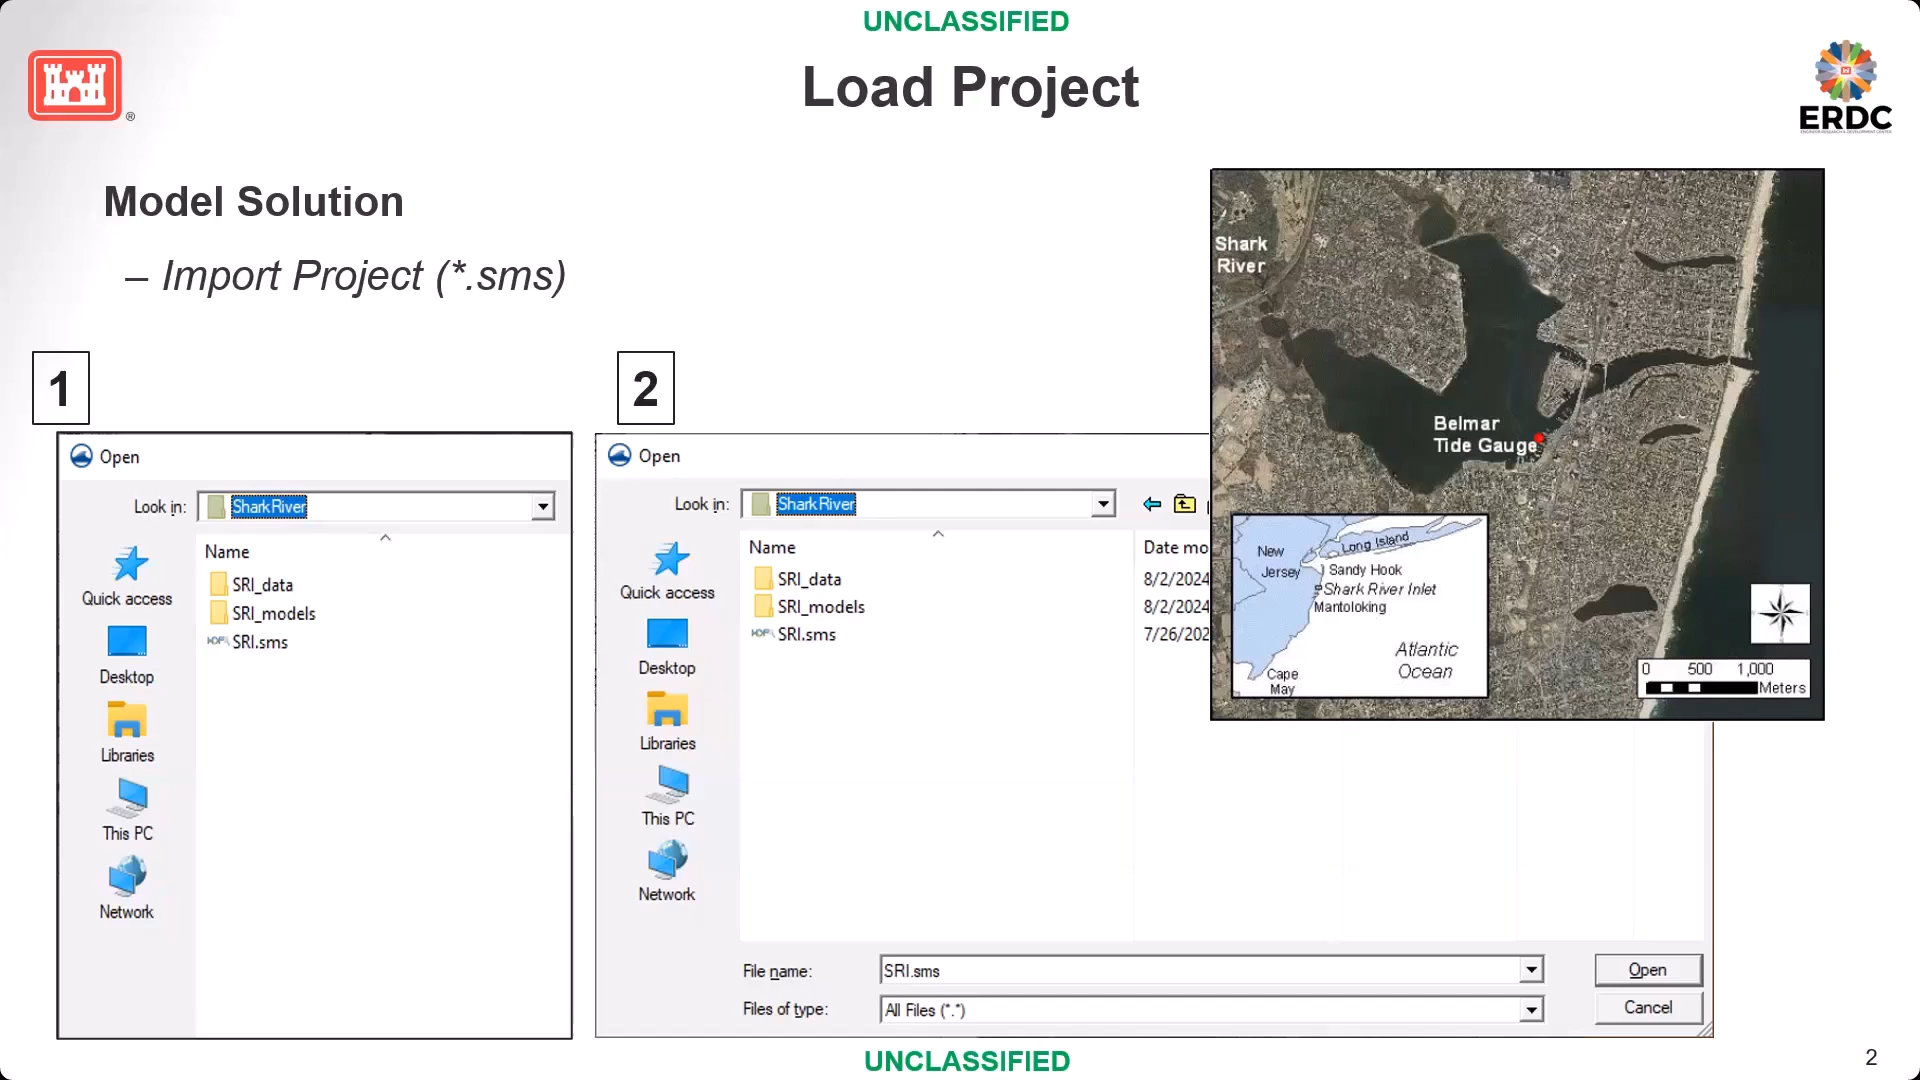 UNCLASSIFIED
Load Project
®
ERDC
Model Solution
– Import Project (*.sms)
1
Open
Look in:
SharkRiver
Name
SRI_data
SRI_models
SRI.sms
Quick access
Desktop
Libraries
This PC
Network
2
Open
Look in:
SharkRiver
Name
Date mo
SRI_data
8/2/2024
SRI_models
8/2/2024
SRI.sms
7/26/202
Quick access
Desktop
Libraries
This PC
Network
File name:
SRI.sms
Open
Files of type:
All Files (*.*)
Cancel
Shark
River
Belmar
Tide Gauge
New
Jersey
Long Island
Sandy Hook
Shark River Inlet
Mantoloking
Atlantic
Ocean
Cape
May
0 500 1,000
Meters
UNCLASSIFIED
2